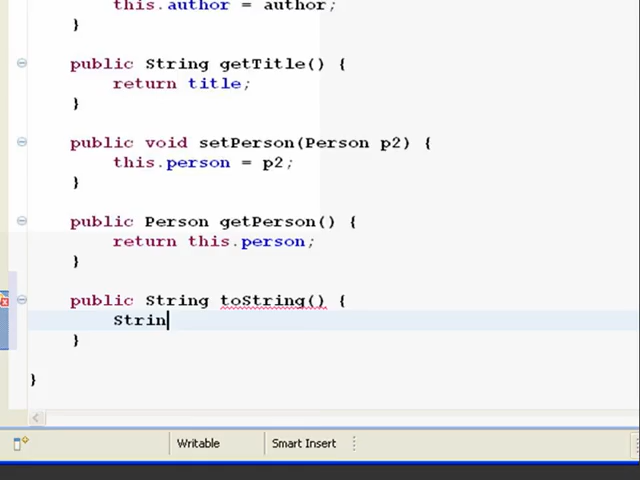 this.author = author;
}
public String getTitle() {
return title;
}
public void setPerson(Person p2) {
this.person = p2;
}
public Person getPerson() {
return this.person;
}
public String toString() {
Strin
}
}
Writable Smart Insert